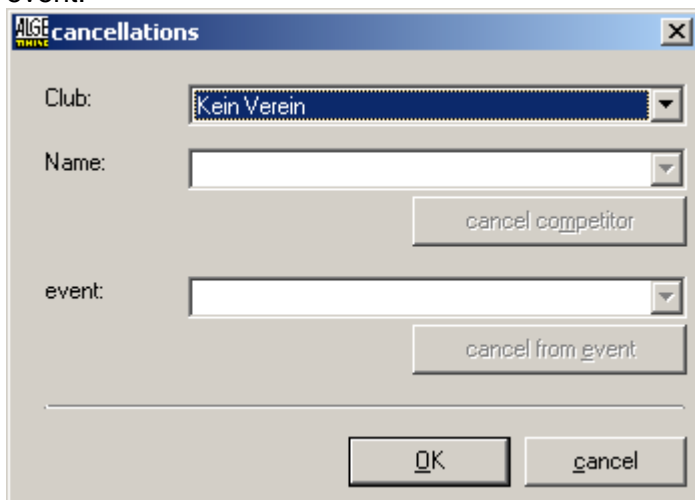 event.
ALGE TIMING cancellations
Club: Kein Verein
Name:
cancel competitor
event:
cancel from event
OK cancel